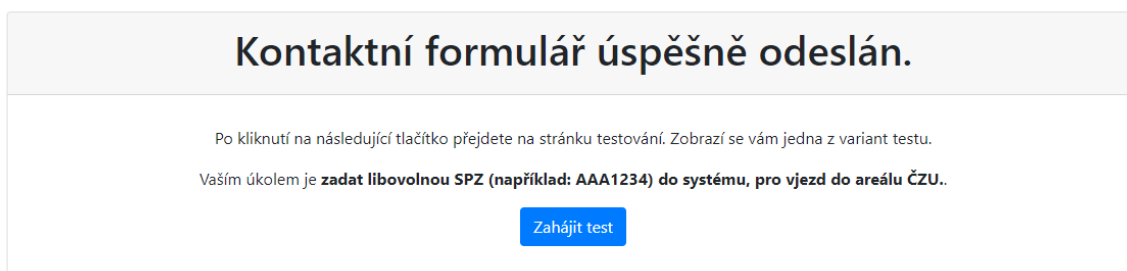 Kontaktní formulář úspěšně odeslán.
Po kliknutí na následující tlačítko přejdete na stránku testování. Zobrazí se vám jedna z variant testu.
Vaším úkolem je zadat libovolnou SPZ (například: AAA1234) do systému, pro vjezd do areálu ČZU..
Zahájit test